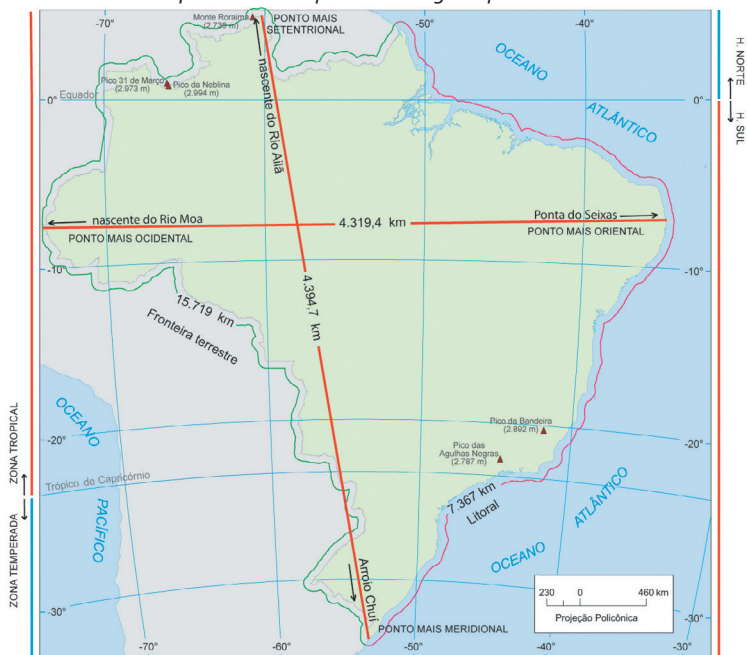 -70°
-50°
-40°
Monte Roraima
(2.739 m)
PONTO MAIS
SETENTRIONAL
OCEANO
ATLÂNTICO
H. NORTE
H. SUL
Pico 31 de Março
(2.973 m)
Pico da Neblina
(2.994 m)
nascente do Rio Ailã
Equador
0°
0°
nascente do Rio Moa
4.319,4 km
Ponta do Seixas
PONTO MAIS OCIDENTAL
PONTO MAIS ORIENTAL
-10°
-10°
4.394,7 km
15.719 km
Fronteira terrestre
ZONA TROPICAL
ZONA TEMPERADA
OCEANO
PACÍFICO
Pico da Bandeira
(2.892 m)
Pico das
Agulhas Negras
(2.787 m)
-20°
-20°
Trópico de Capricórnio
7.367 km
Litoral
OCEANO
ATLÂNTICO
Arroio Chuí
-30°
-30°
PONTO MAIS MERIDIONAL
230 0 460 km
Projeção Policônica
-70°
-60°
-50°
-40°
-30°